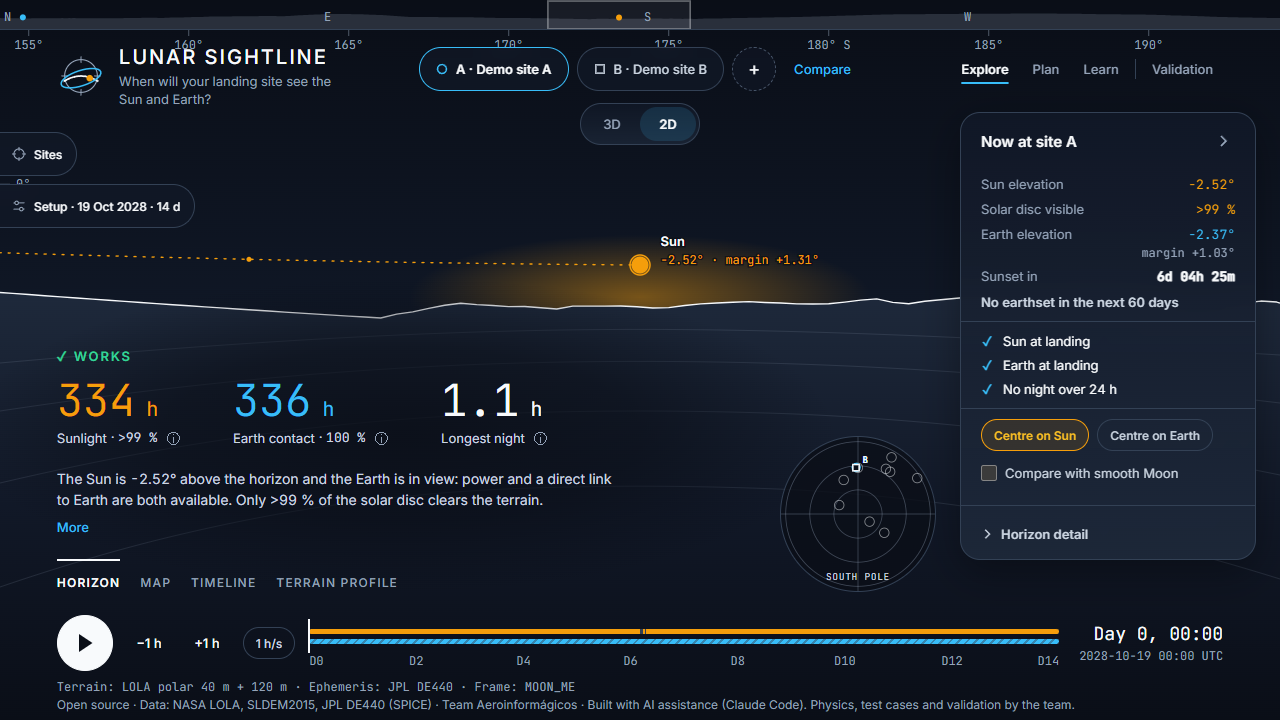 N E S W
155° 160° 165° 170° 175° 180° S 185° 190°
LUNAR SIGHTLINE
When will your landing site see the
Sun and Earth?
A · Demo site A
B · Demo site B
+
Compare
Explore Plan Learn Validation
3D 2D
Sites
0°
Setup · 19 Oct 2028 · 14 d
Sun
-2.52° · margin +1.31°
Now at site A
Sun elevation -2.52°
Solar disc visible >99 %
Earth elevation -2.37°
margin +1.03°
Sunset in 6d 04h 25m
No earthset in the next 60 days
✓ Sun at landing
✓ Earth at landing
✓ No night over 24 h
Centre on Sun Centre on Earth
Compare with smooth Moon
Horizon detail
✓ WORKS
334 h 336 h 1.1 h
Sunlight · >99 % ⓘ Earth contact · 100 % ⓘ Longest night ⓘ
The Sun is -2.52° above the horizon and the Earth is in view: power and a direct link
to Earth are both available. Only >99 % of the solar disc clears the terrain.
More
B
SOUTH POLE
HORIZON MAP TIMELINE TERRAIN PROFILE
−1 h +1 h 1 h/s
D0 D2 D4 D6 D8 D10 D12 D14
Day 0, 00:00
2028-10-19 00:00 UTC
Terrain: LOLA polar 40 m + 120 m · Ephemeris: JPL DE440 · Frame: MOON_ME
Open source · Data: NASA LOLA, SLDEM2015, JPL DE440 (SPICE) · Team Aeroinformágicos · Built with AI assistance (Claude Code). Physics, test cases and validation by the team.